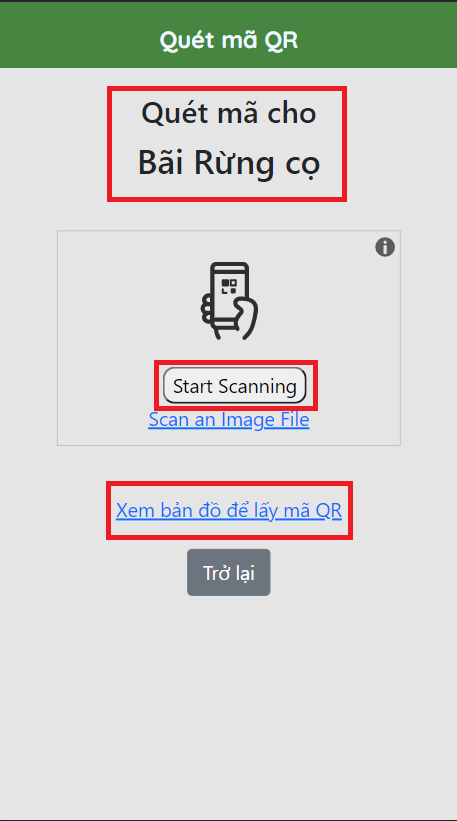 Quét mã QR
Quét mã cho
Bãi Rừng cọ
Start Scanning
Scan an Image File
Xem bản đồ để lấy mã QR
Trở lại